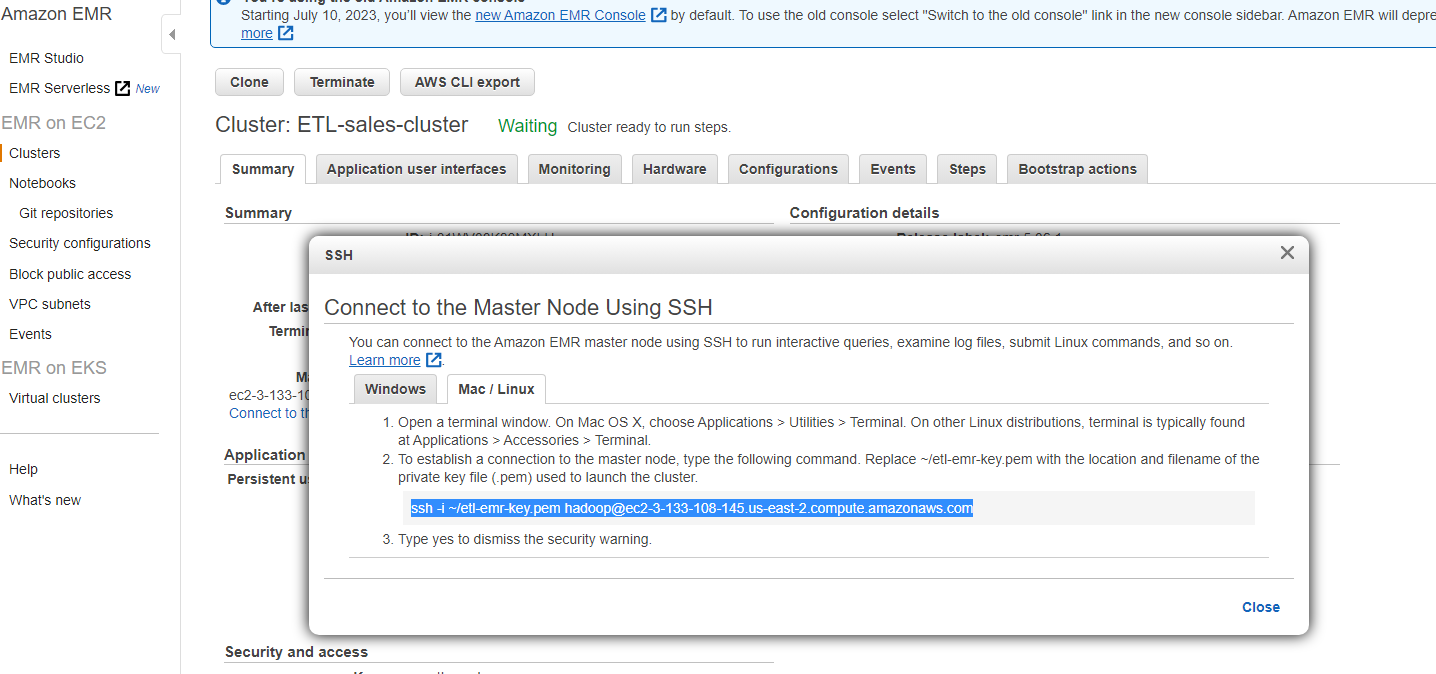 Amazon EMR
EMR Studio
EMR Serverless New
EMR on EC2
Clusters
Notebooks
Git repositories
Security configurations
Block public access
VPC subnets
Events
EMR on EKS
Virtual clusters
Help
What's new
You're using the old Amazon EMR console
Starting July 10, 2023, you'll view the new Amazon EMR Console by default. To use the old console select "Switch to the old console" link in the new console sidebar. Amazon EMR will depre
more
Clone Terminate AWS CLI export
Cluster: ETL-sales-cluster Waiting Cluster ready to run steps.
Summary Application user interfaces Monitoring Hardware Configurations Events Steps Bootstrap actions
Summary Configuration details
After las
Termin
Ma
ec2-3-133-10
Connect to th
Application
Persistent us
Security and access
SSH
Connect to the Master Node Using SSH
You can connect to the Amazon EMR master node using SSH to run interactive queries, examine log files, submit Linux commands, and so on.
Learn more .
Windows Mac / Linux
1. Open a terminal window. On Mac OS X, choose Applications > Utilities > Terminal. On other Linux distributions, terminal is typically found
at Applications > Accessories > Terminal.
2. To establish a connection to the master node, type the following command. Replace ~/etl-emr-key.pem with the location and filename of the
private key file (.pem) used to launch the cluster.
ssh -i ~/etl-emr-key.pem hadoop@ec2-3-133-108-145.us-east-2.compute.amazonaws.com
3. Type yes to dismiss the security warning.
Close